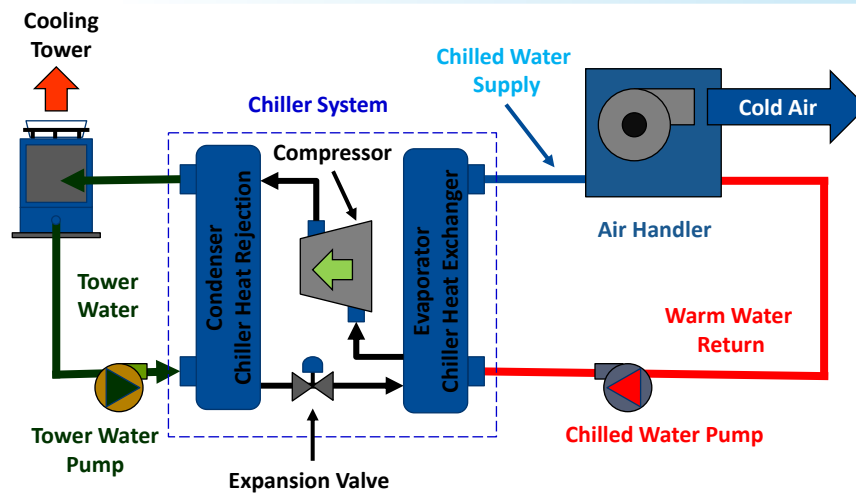 Cooling
Tower
Chilled Water
Supply
Cold Air
Chiller System
Compressor
Condenser
Chiller Heat Rejection
Evaporator
Chiller Heat Exchanger
Air Handler
Tower
Water
Warm Water
Return
Tower Water
Pump
Chilled Water Pump
Expansion Valve